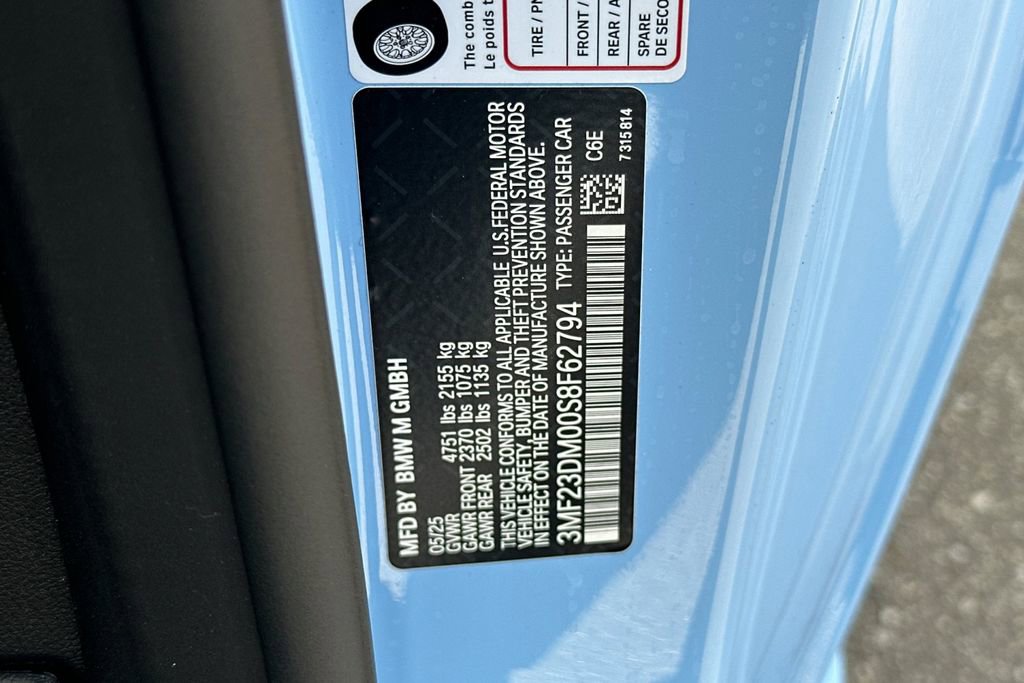 The comb
Le poids t
TIRE / PN
FRONT /
REAR / A
SPARE
DE SECO
MFD BY BMW M GMBH
05/25
GVWR 4751 lbs 2155 kg
GAWR FRONT 2370 lbs 1075 kg
GAWR REAR 2502 lbs 1135 kg
THIS VEHICLE CONFORMS TO ALL APPLICABLE U.S.FEDERAL MOTOR
VEHICLE SAFETY, BUMPER AND THEFT PREVENTION STANDARDS
IN EFFECT ON THE DATE OF MANUFACTURE SHOWN ABOVE.
3MF23DM00S8F62794 TYPE: PASSENGER CAR
C6E
7315814